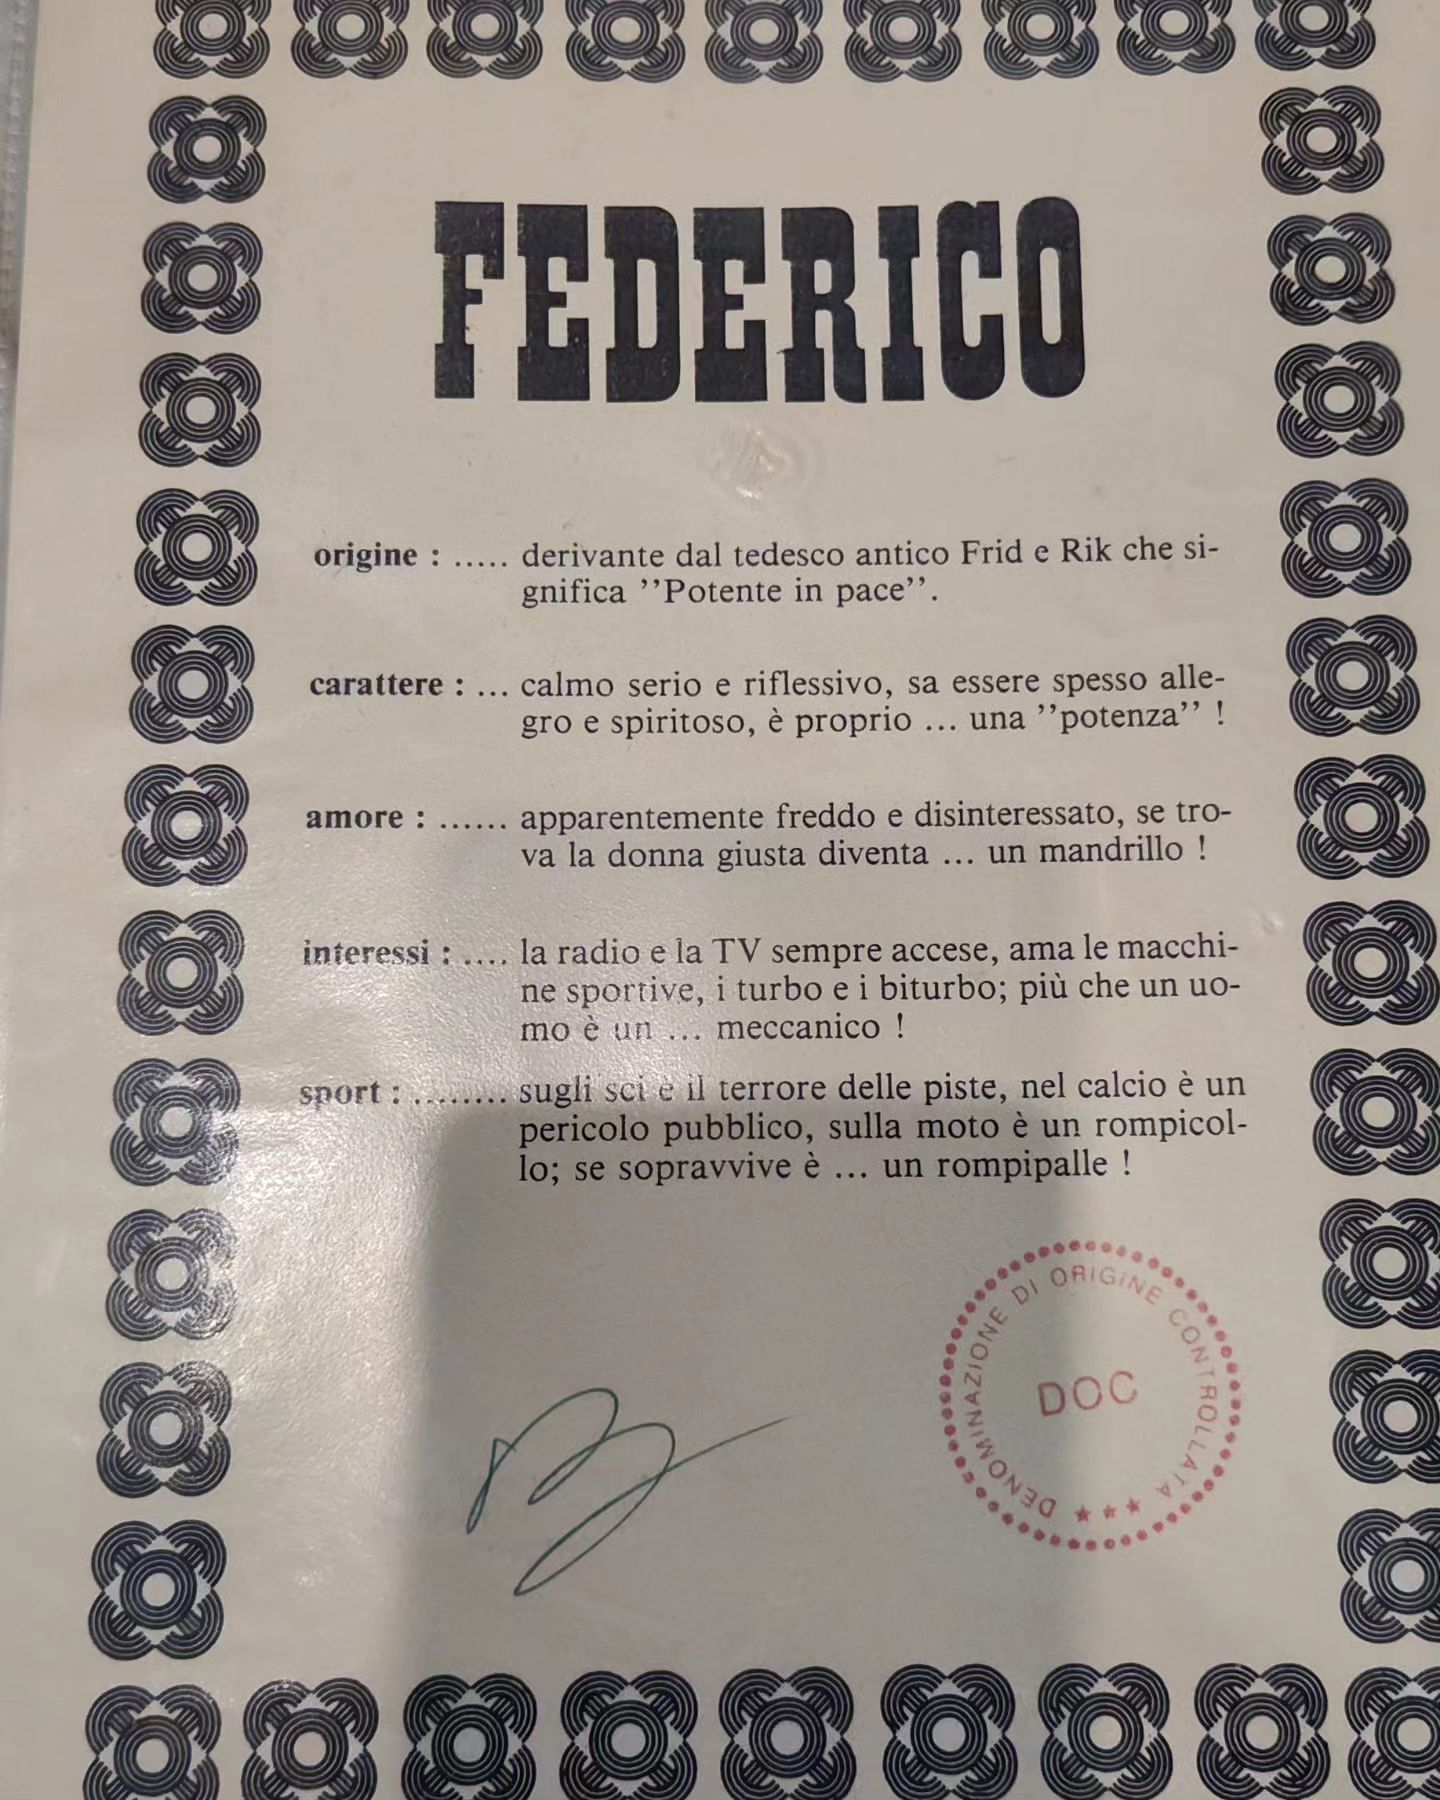 FEDERICO
origine : ..... derivante dal tedesco antico Frid e Rik che si-
gnifica ’’Potente in pace’’.
carattere : ... calmo serio e riflessivo, sa essere spesso alle-
gro e spiritoso, è proprio ... una ’’potenza’’ !
amore : ...... apparentemente freddo e disinteressato, se tro-
va la donna giusta diventa ... un mandrillo !
interessi : .... la radio e la TV sempre accese, ama le macchi-
ne sportive, i turbo e i biturbo; più che un uo-
mo è un ... meccanico !
sport : ........ sugli sci è il terrore delle piste, nel calcio è un
pericolo pubblico, sulla moto è un rompicol-
lo; se sopravvive è ... un rompipalle !
DENOMINAZIONE DI ORIGINE CONTROLLATA ★★★
DOC